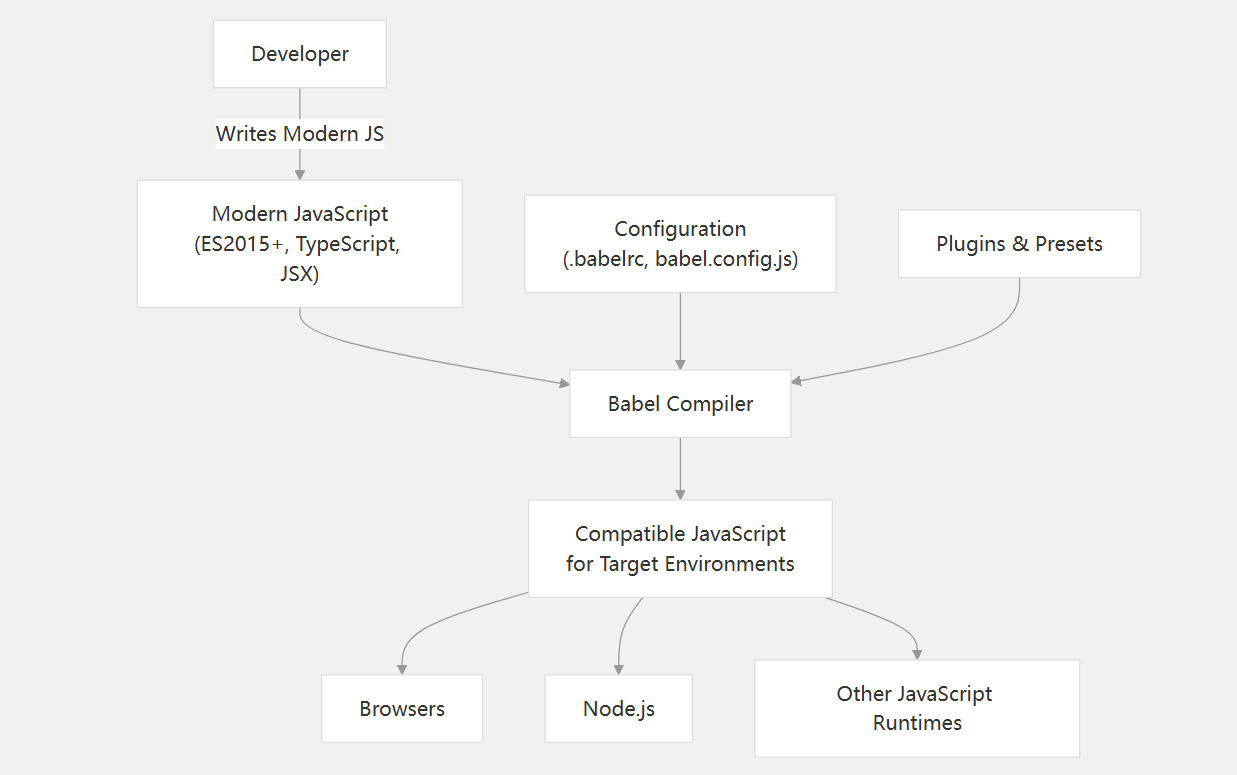 Developer
Writes Modern JS
Modern JavaScript
(ES2015+, TypeScript,
JSX)
Configuration
(.babelrc, babel.config.js)
Plugins & Presets
Babel Compiler
Compatible JavaScript
for Target Environments
Browsers
Node.js
Other JavaScript
Runtimes